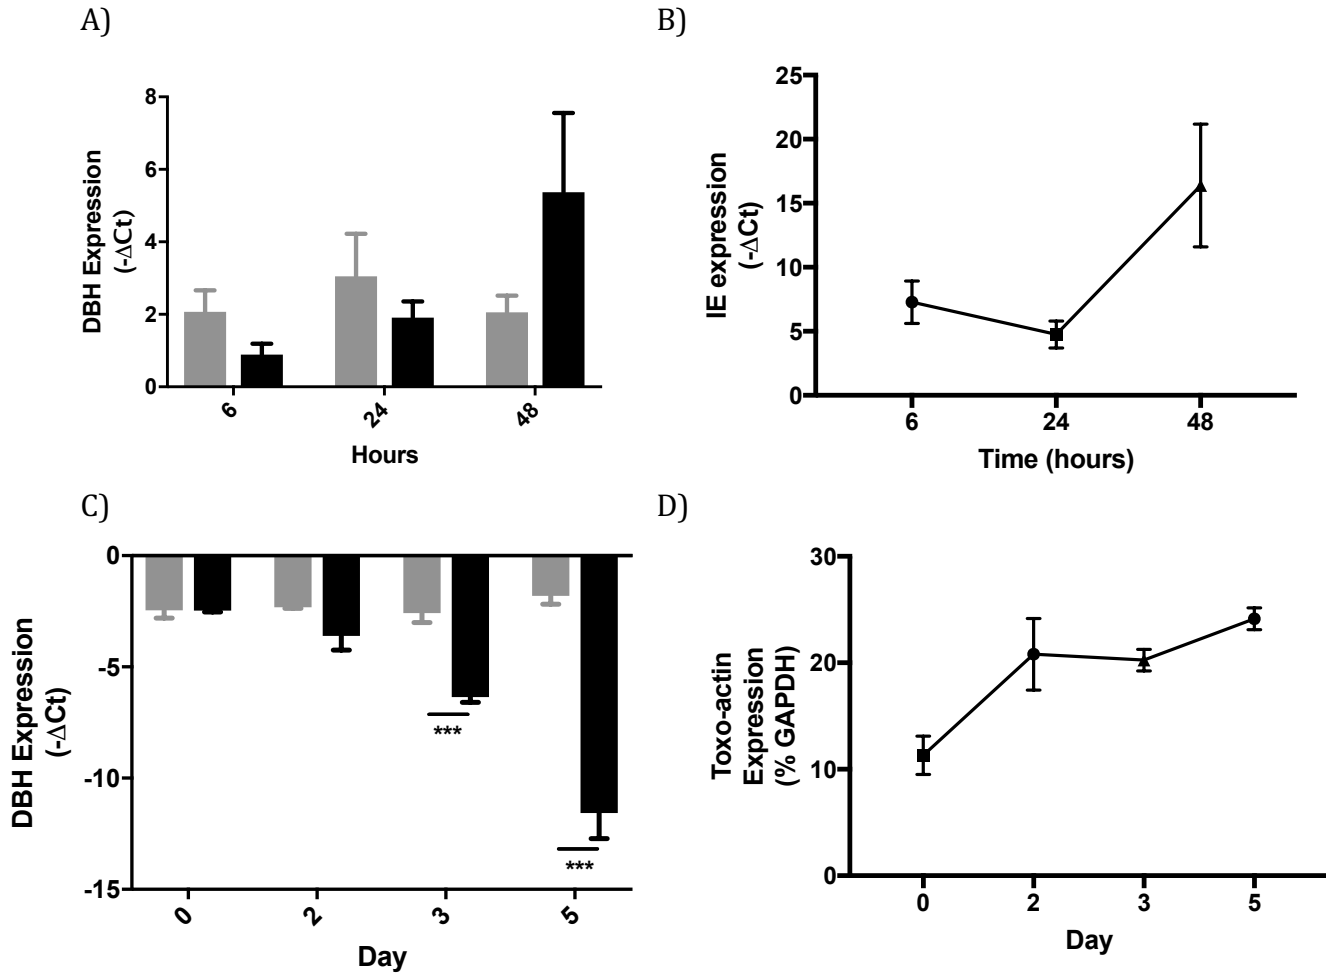 A)
DBH Expression
(-ΔCt)
8
6
4
2
0
6
24
48
Hours
B)
IE expression
(-ΔCt)
25
20
15
10
5
0
6
24
48
Time (hours)
C)
DBH Expression
(-ΔCt)
0
-5
-10
-15
***
***
0
2
3
5
Day
D)
Toxo-actin
Expression
(% GAPDH)
30
20
10
0
0
2
3
5
Day